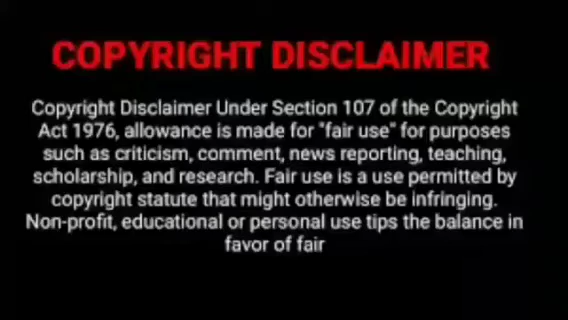 COPYRIGHT DISCLAIMER
Copyright Disclaimer Under Section 107 of the Copyright
Act 1976, allowance is made for "fair use" for purposes
such as criticism, comment, news reporting, teaching,
scholarship, and research. Fair use is a use permitted by
copyright statute that might otherwise be infringing.
Non-profit, educational or personal use tips the balance in
favor of fair